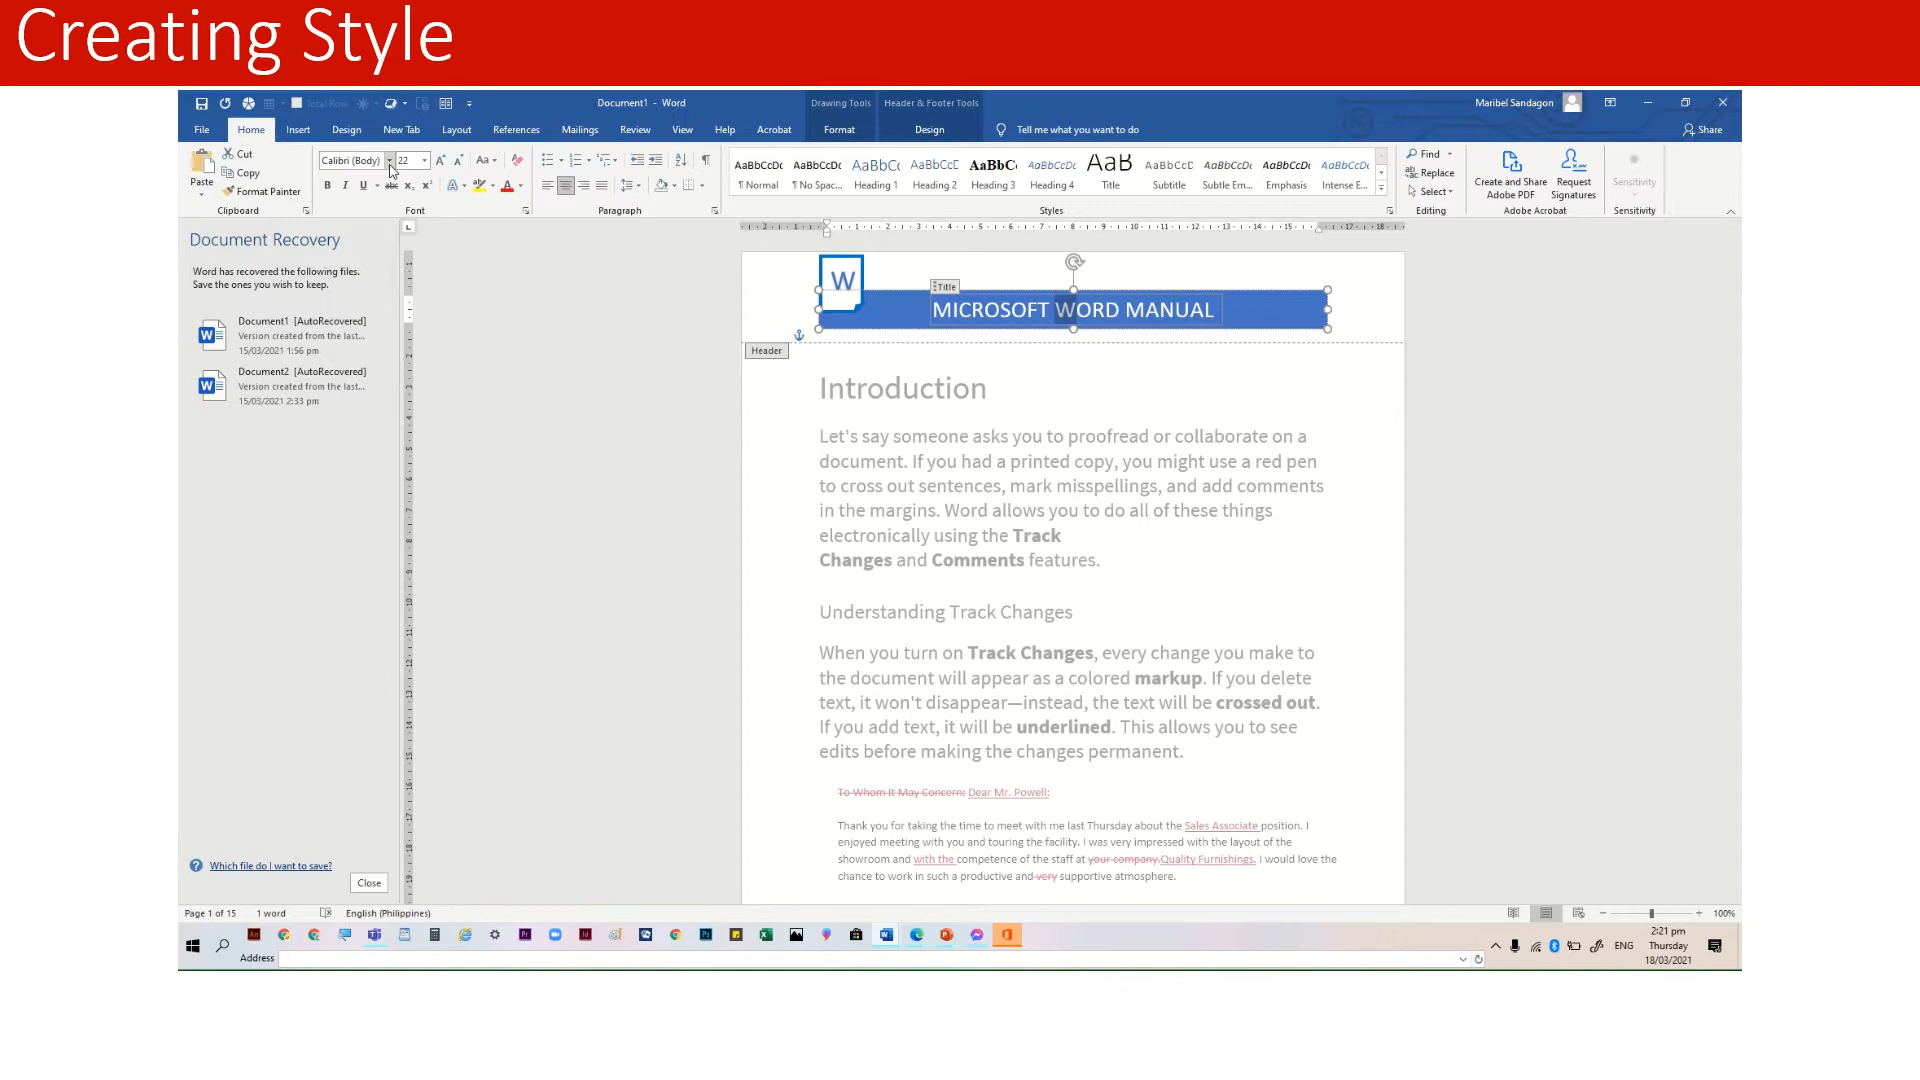 Creating Style
Total Row
Document1 - Word
Drawing Tools
Header & Footer Tools
Maribel Sandagon
File
Home
Insert
Design
New Tab
Layout
References
Mailings
Review
View
Help
Acrobat
Format
Design
Tell me what you want to do
Share
Paste
Cut
Copy
Format Painter
Clipboard
Calibri (Body)
22
Font
Paragraph
AaBbCcDc
¶ Normal
AaBbCcDc
¶ No Spac...
AaBbCc
Heading 1
AaBbCcD
Heading 2
AaBbC
Heading 3
AaBbCcDc
Heading 4
AaB
Title
AaBbCcD
Subtitle
AaBbCcDc
Subtle Em...
AaBbCcDc
Emphasis
AaBbCcDc
Intense E...
Styles
Find
Replace
Select
Editing
Create and Share
Adobe PDF
Request
Signatures
Adobe Acrobat
Sensitivity
Sensitivity
Document Recovery
Word has recovered the following files.
Save the ones you wish to keep.
Document1 [AutoRecovered]
Version created from the last...
15/03/2021 1:56 pm
Document2 [AutoRecovered]
Version created from the last...
15/03/2021 2:33 pm
Which file do I want to save?
Close
W
Title
MICROSOFT WORD MANUAL
Header
Introduction
Let's say someone asks you to proofread or collaborate on a
document. If you had a printed copy, you might use a red pen
to cross out sentences, mark misspellings, and add comments
in the margins. Word allows you to do all of these things
electronically using the Track
Changes and Comments features.
Understanding Track Changes
When you turn on Track Changes, every change you make to
the document will appear as a colored markup. If you delete
text, it won't disappear—instead, the text will be crossed out.
If you add text, it will be underlined. This allows you to see
edits before making the changes permanent.
To Whom It May Concern: Dear Mr. Powell:
Thank you for taking the time to meet with me last Thursday about the Sales Associate position. I
enjoyed meeting with you and touring the facility. I was very impressed with the layout of the
showroom and with the competence of the staff at your company. Quality Furnishings. I would love the
chance to work in such a productive and very supportive atmosphere.
Page 1 of 15
1 word
English (Philippines)
100%
Address
ENG
2:21 pm
Thursday
18/03/2021